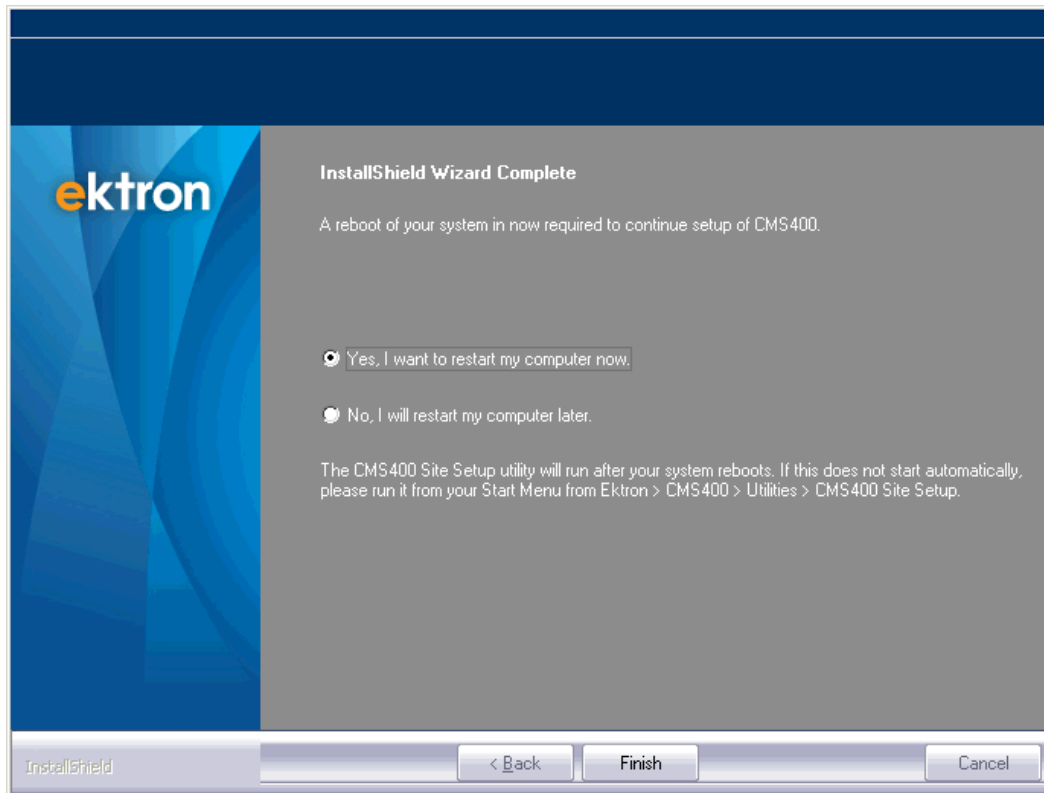 ektron
InstallShield Wizard Complete
A reboot of your system in now required to continue setup of CMS400.
Yes, I want to restart my computer now.
No, I will restart my computer later.
The CMS400 Site Setup utility will run after your system reboots. If this does not start automatically,
please run it from your Start Menu from Ektron > CMS400 > Utilities > CMS400 Site Setup.
InstallShield
< Back
Finish
Cancel